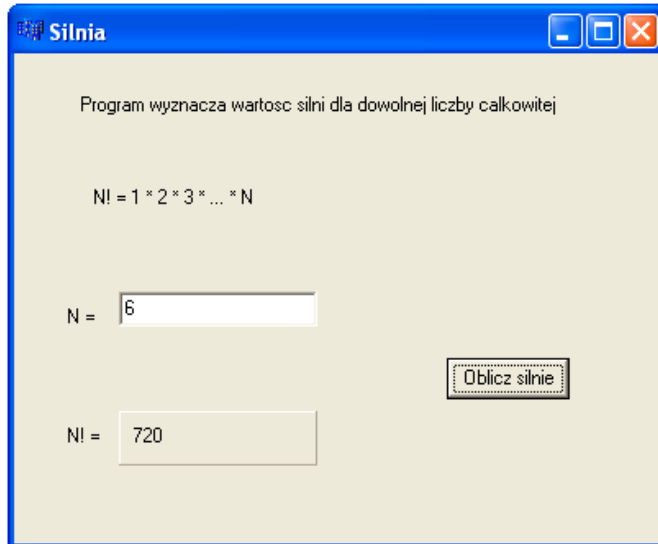 Silnia
Program wyznacza wartosc silni dla dowolnej liczby calkowitej
N! = 1 * 2 * 3 * ... * N
N =
6
Oblicz silnie
N! =
720